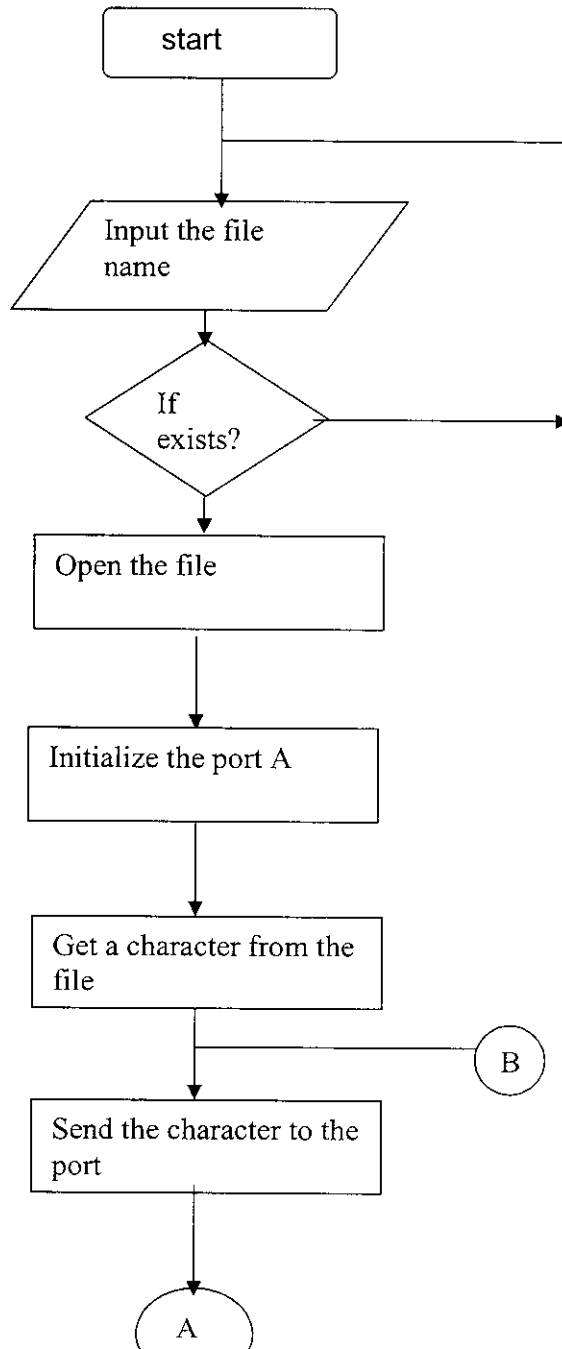 start
Input the file
name
If
exists?
Open the file
Initialize the port A
Get a character from the
file
B
Send the character to the
port
A